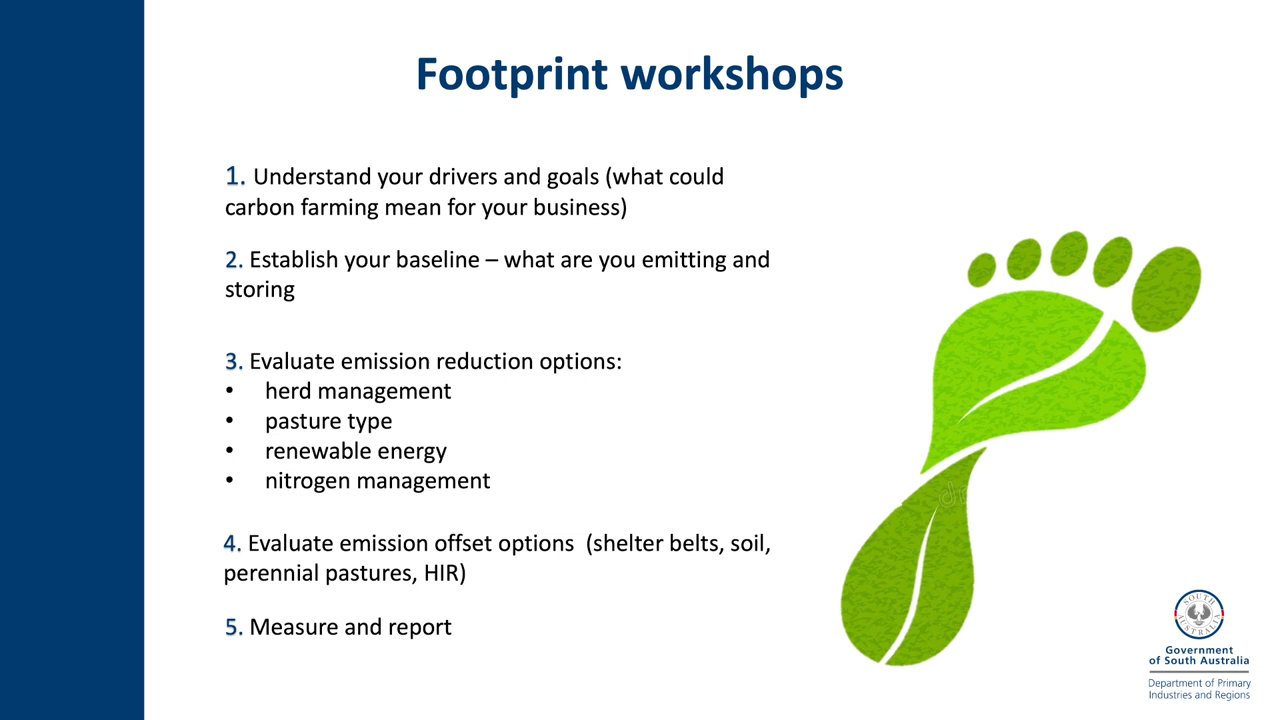 Footprint workshops
1. Understand your drivers and goals (what could
carbon farming mean for your business)
2. Establish your baseline – what are you emitting and
storing
3. Evaluate emission reduction options:
• herd management
• pasture type
• renewable energy
• nitrogen management
4. Evaluate emission offset options  (shelter belts, soil,
perennial pastures, HIR)
5. Measure and report
SOUTH
AUSTRALIA
Government
of South Australia
Department of Primary
Industries and Regions